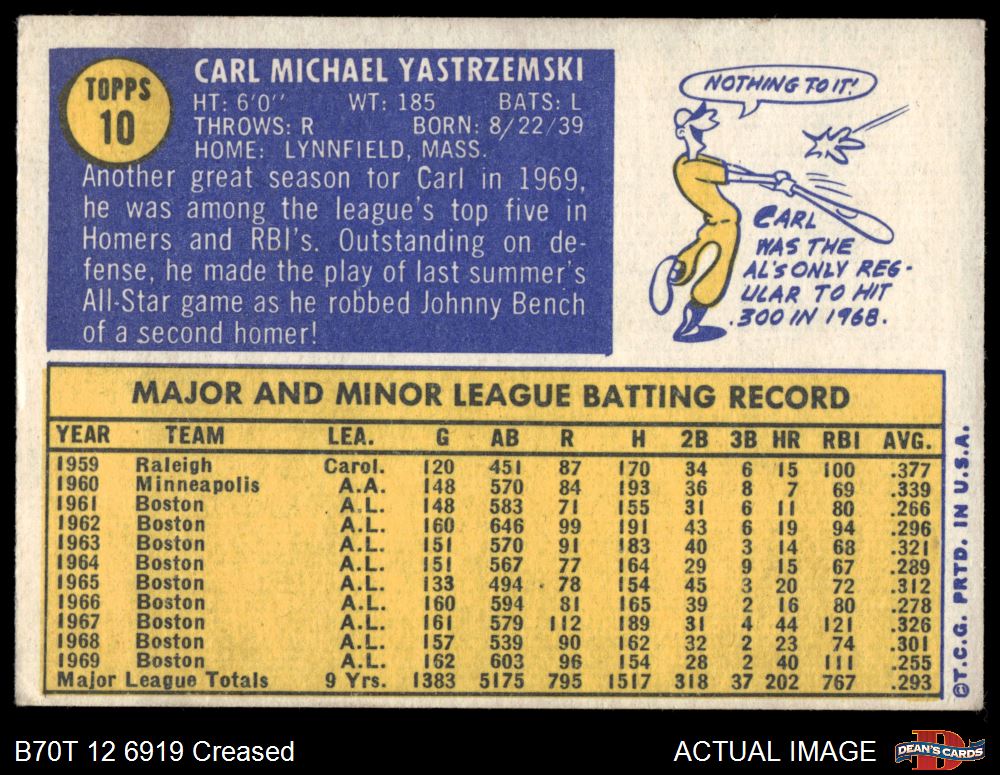 TOPPS
10
CARL MICHAEL YASTRZEMSKI
HT: 6'0" WT: 185 BATS: L
THROWS: R BORN: 8/22/39
HOME: LYNNFIELD, MASS.
Another great season for Carl in 1969,
he was among the league's top five in
Homers and RBI's. Outstanding on de-
fense, he made the play of last summer's
All-Star game as he robbed Johnny Bench
of a second homer!
NOTHING TO IT!
CARL
WAS THE
AL'S ONLY REG-
ULAR TO HIT
.300 IN 1968.
MAJOR AND MINOR LEAGUE BATTING RECORD
YEAR TEAM LEA. G AB R H 2B 3B HR RBI AVG.
1959 Raleigh Carol. 120 451 87 170 34 6 15 100 .377
1960 Minneapolis A.A. 148 570 84 193 36 8 7 69 .339
1961 Boston A.L. 148 583 71 155 31 6 11 80 .266
1962 Boston A.L. 160 646 99 191 43 6 19 94 .296
1963 Boston A.L. 151 570 91 183 40 3 14 68 .321
1964 Boston A.L. 151 567 77 164 29 9 15 67 .289
1965 Boston A.L. 133 494 78 154 45 3 20 72 .312
1966 Boston A.L. 160 594 81 165 39 2 16 80 .278
1967 Boston A.L. 161 579 112 189 31 4 44 121 .326
1968 Boston A.L. 157 539 90 162 32 2 23 74 .301
1969 Boston A.L. 162 603 96 154 28 2 40 111 .255
Major League Totals 9 Yrs. 1383 5175 795 1517 318 37 202 767 .293
©T.C.G. PRTD. IN U.S.A.
B70T 12 6919 Creased
ACTUAL IMAGE
D
DEAN'S CARDS